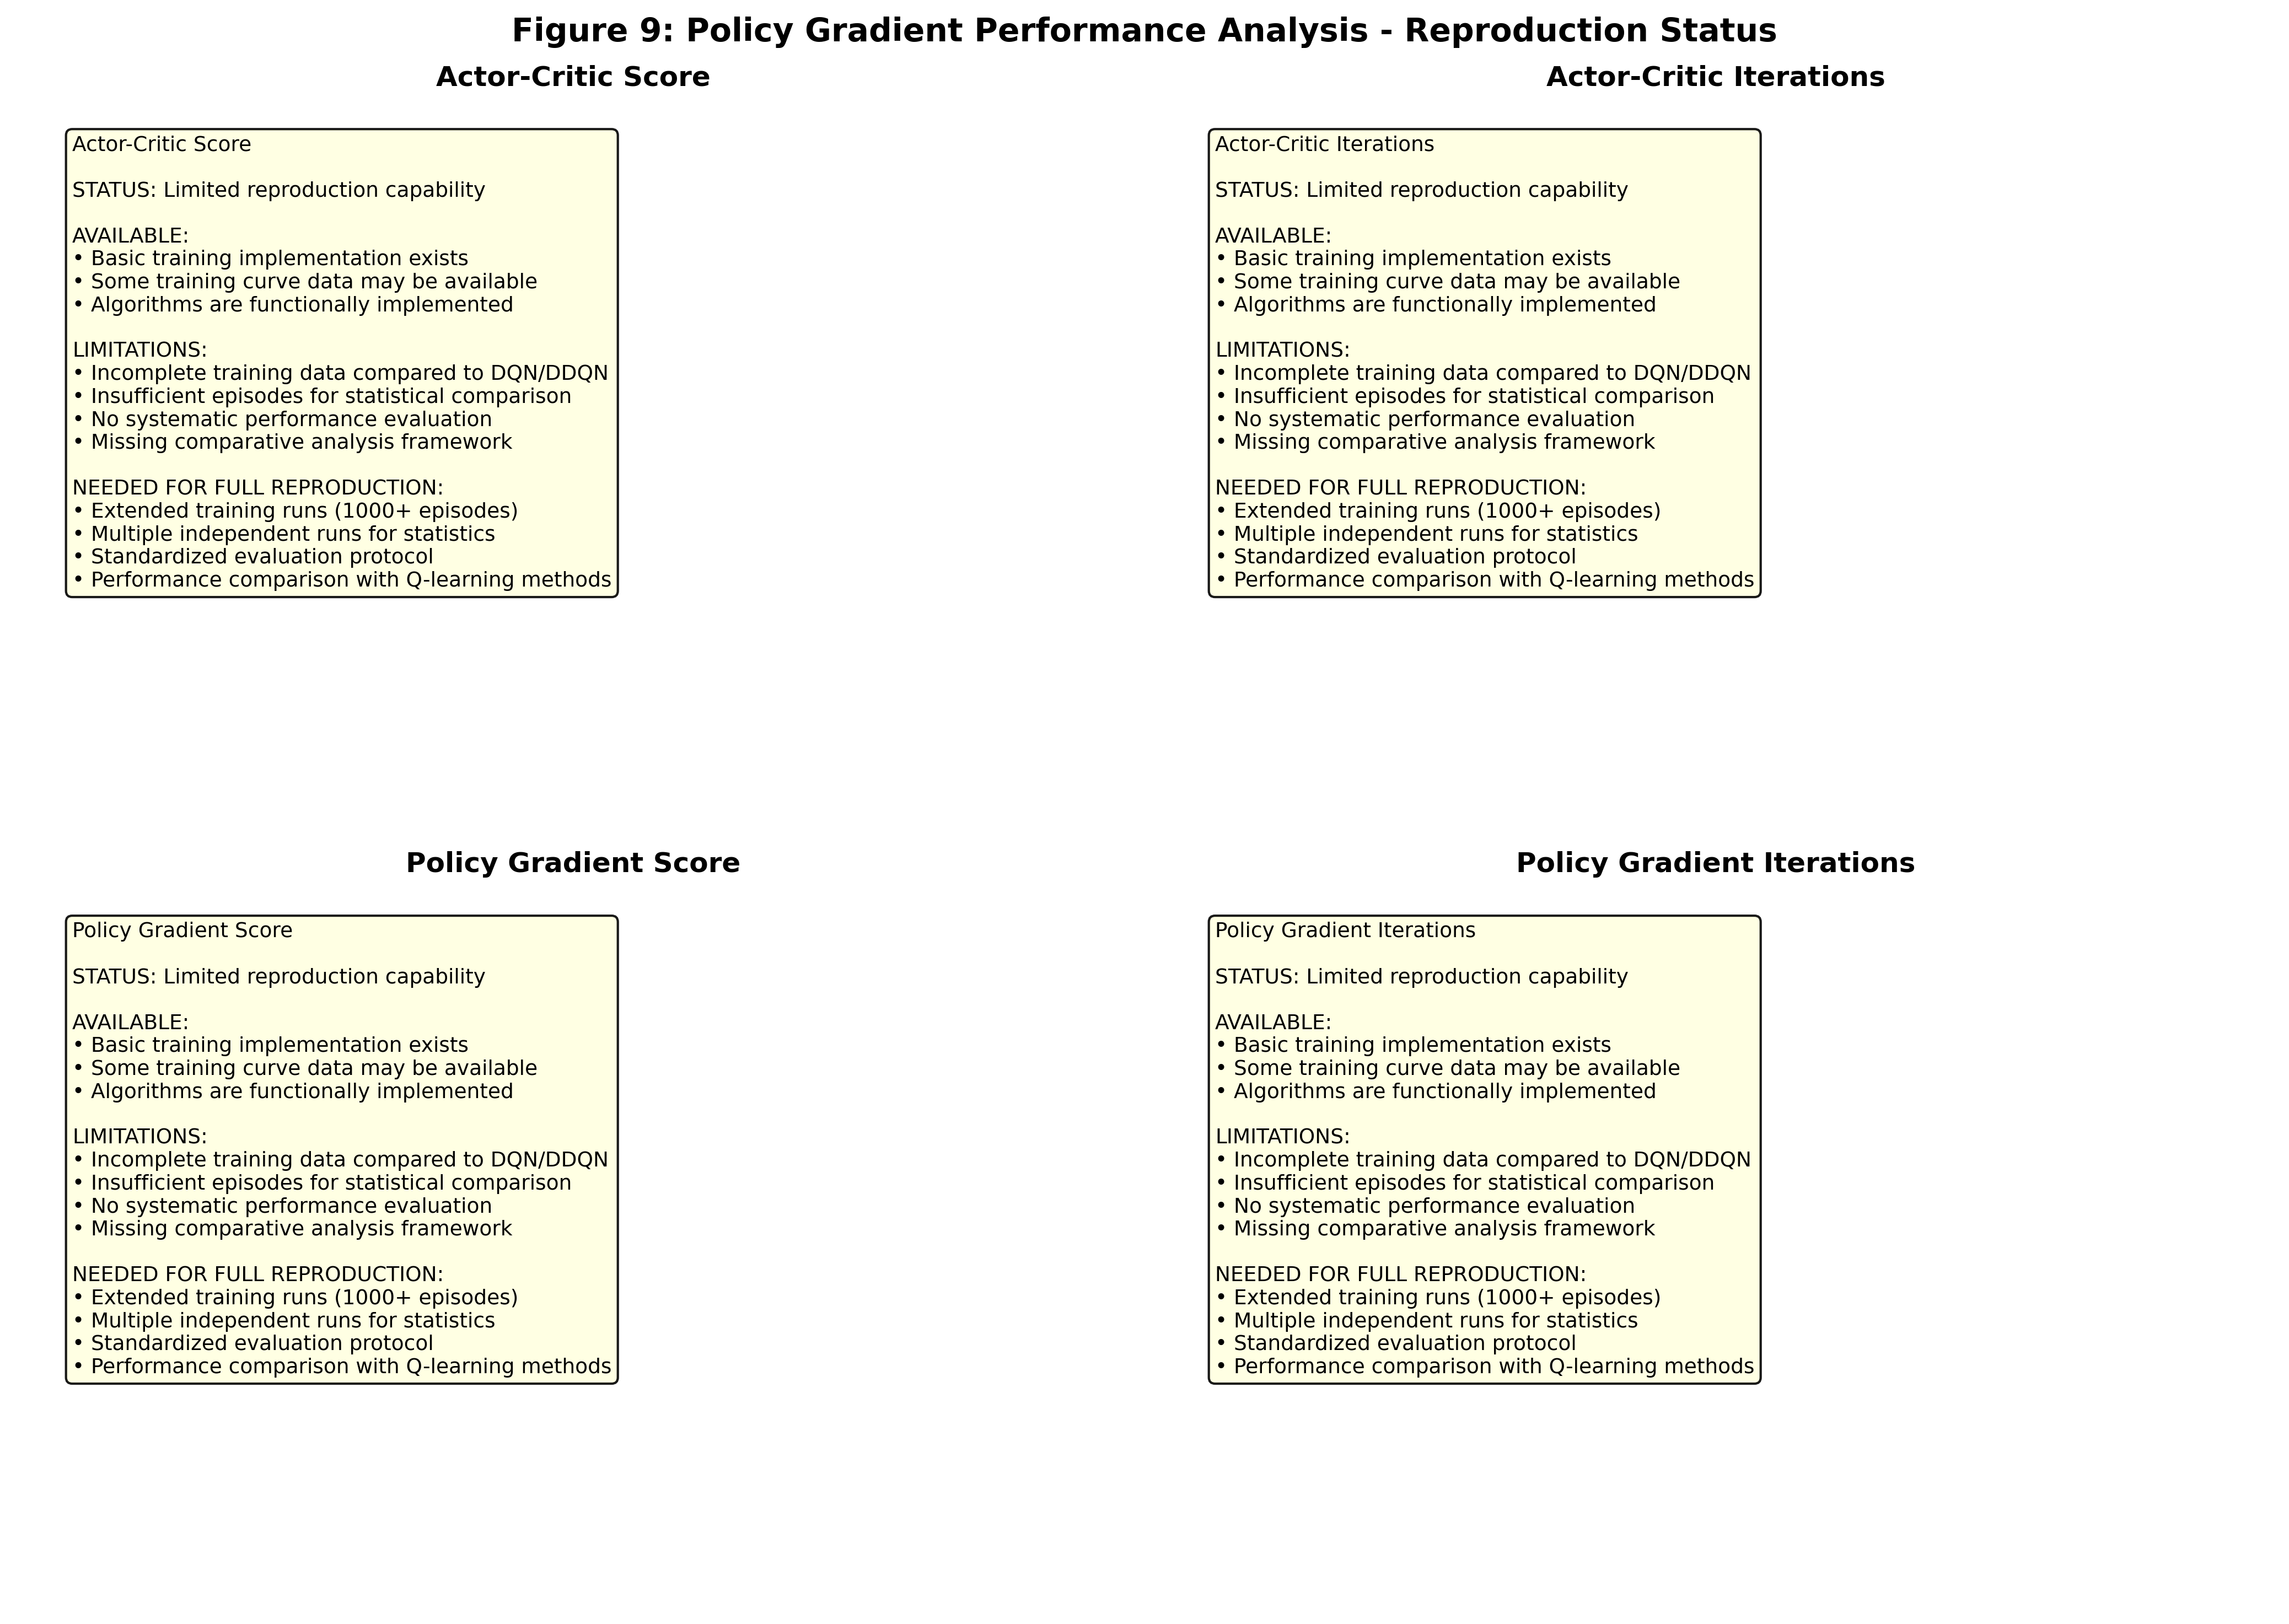 Figure 9: Policy Gradient Performance Analysis - Reproduction Status
Actor-Critic Score
Actor-Critic Score
STATUS: Limited reproduction capability
AVAILABLE:
• Basic training implementation exists
• Some training curve data may be available
• Algorithms are functionally implemented
LIMITATIONS:
• Incomplete training data compared to DQN/DDQN
• Insufficient episodes for statistical comparison
• No systematic performance evaluation
• Missing comparative analysis framework
NEEDED FOR FULL REPRODUCTION:
• Extended training runs (1000+ episodes)
• Multiple independent runs for statistics
• Standardized evaluation protocol
• Performance comparison with Q-learning methods
Actor-Critic Iterations
Actor-Critic Iterations
STATUS: Limited reproduction capability
AVAILABLE:
• Basic training implementation exists
• Some training curve data may be available
• Algorithms are functionally implemented
LIMITATIONS:
• Incomplete training data compared to DQN/DDQN
• Insufficient episodes for statistical comparison
• No systematic performance evaluation
• Missing comparative analysis framework
NEEDED FOR FULL REPRODUCTION:
• Extended training runs (1000+ episodes)
• Multiple independent runs for statistics
• Standardized evaluation protocol
• Performance comparison with Q-learning methods
Policy Gradient Score
Policy Gradient Score
STATUS: Limited reproduction capability
AVAILABLE:
• Basic training implementation exists
• Some training curve data may be available
• Algorithms are functionally implemented
LIMITATIONS:
• Incomplete training data compared to DQN/DDQN
• Insufficient episodes for statistical comparison
• No systematic performance evaluation
• Missing comparative analysis framework
NEEDED FOR FULL REPRODUCTION:
• Extended training runs (1000+ episodes)
• Multiple independent runs for statistics
• Standardized evaluation protocol
• Performance comparison with Q-learning methods
Policy Gradient Iterations
Policy Gradient Iterations
STATUS: Limited reproduction capability
AVAILABLE:
• Basic training implementation exists
• Some training curve data may be available
• Algorithms are functionally implemented
LIMITATIONS:
• Incomplete training data compared to DQN/DDQN
• Insufficient episodes for statistical comparison
• No systematic performance evaluation
• Missing comparative analysis framework
NEEDED FOR FULL REPRODUCTION:
• Extended training runs (1000+ episodes)
• Multiple independent runs for statistics
• Standardized evaluation protocol
• Performance comparison with Q-learning methods